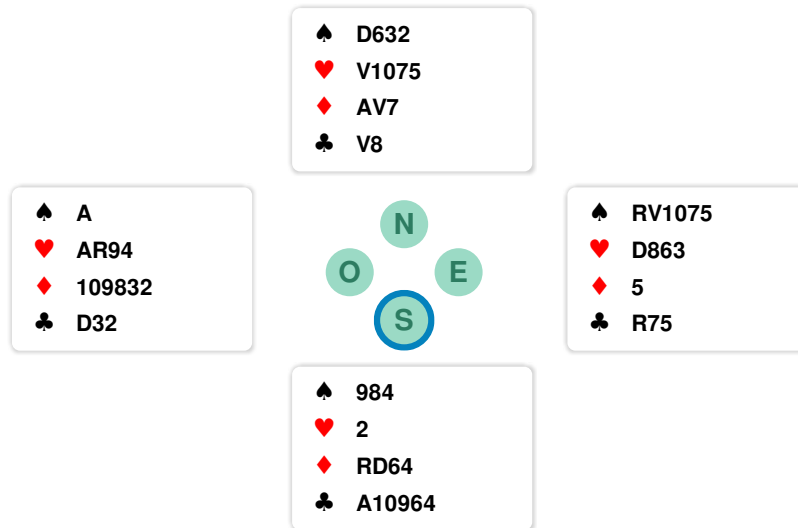 ♠ D632
♥ V1075
♦ AV7
♣ V8
♠ A
♥ AR94
♦ 109832
♣ D32
N
O E
S
♠ RV1075
♥ D863
♦ 5
♣ R75
♠ 984
♥ 2
♦ RD64
♣ A10964